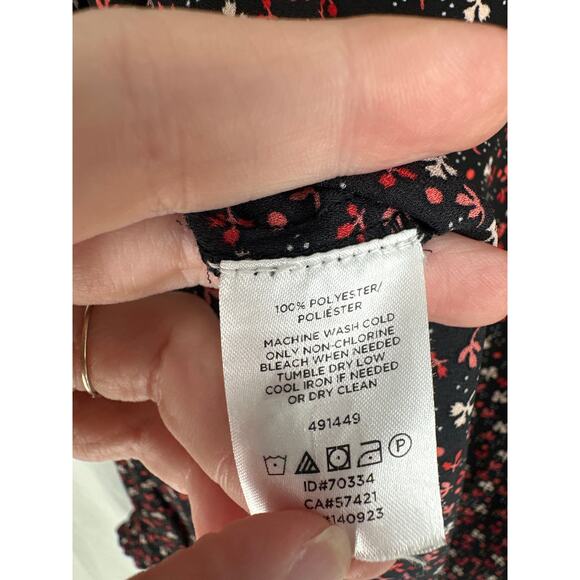 100% POLYESTER/
POLIÉSTER
MACHINE WASH COLD
ONLY NON-CHLORINE
BLEACH WHEN NEEDED
TUMBLE DRY LOW
COOL IRON IF NEEDED
OR DRY CLEAN
491449
P
ID#70334
CA#57421
#140923